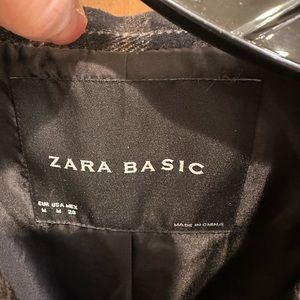 ZARA BASIC
EUR USA MEX
M M 28
MADE IN CHINA